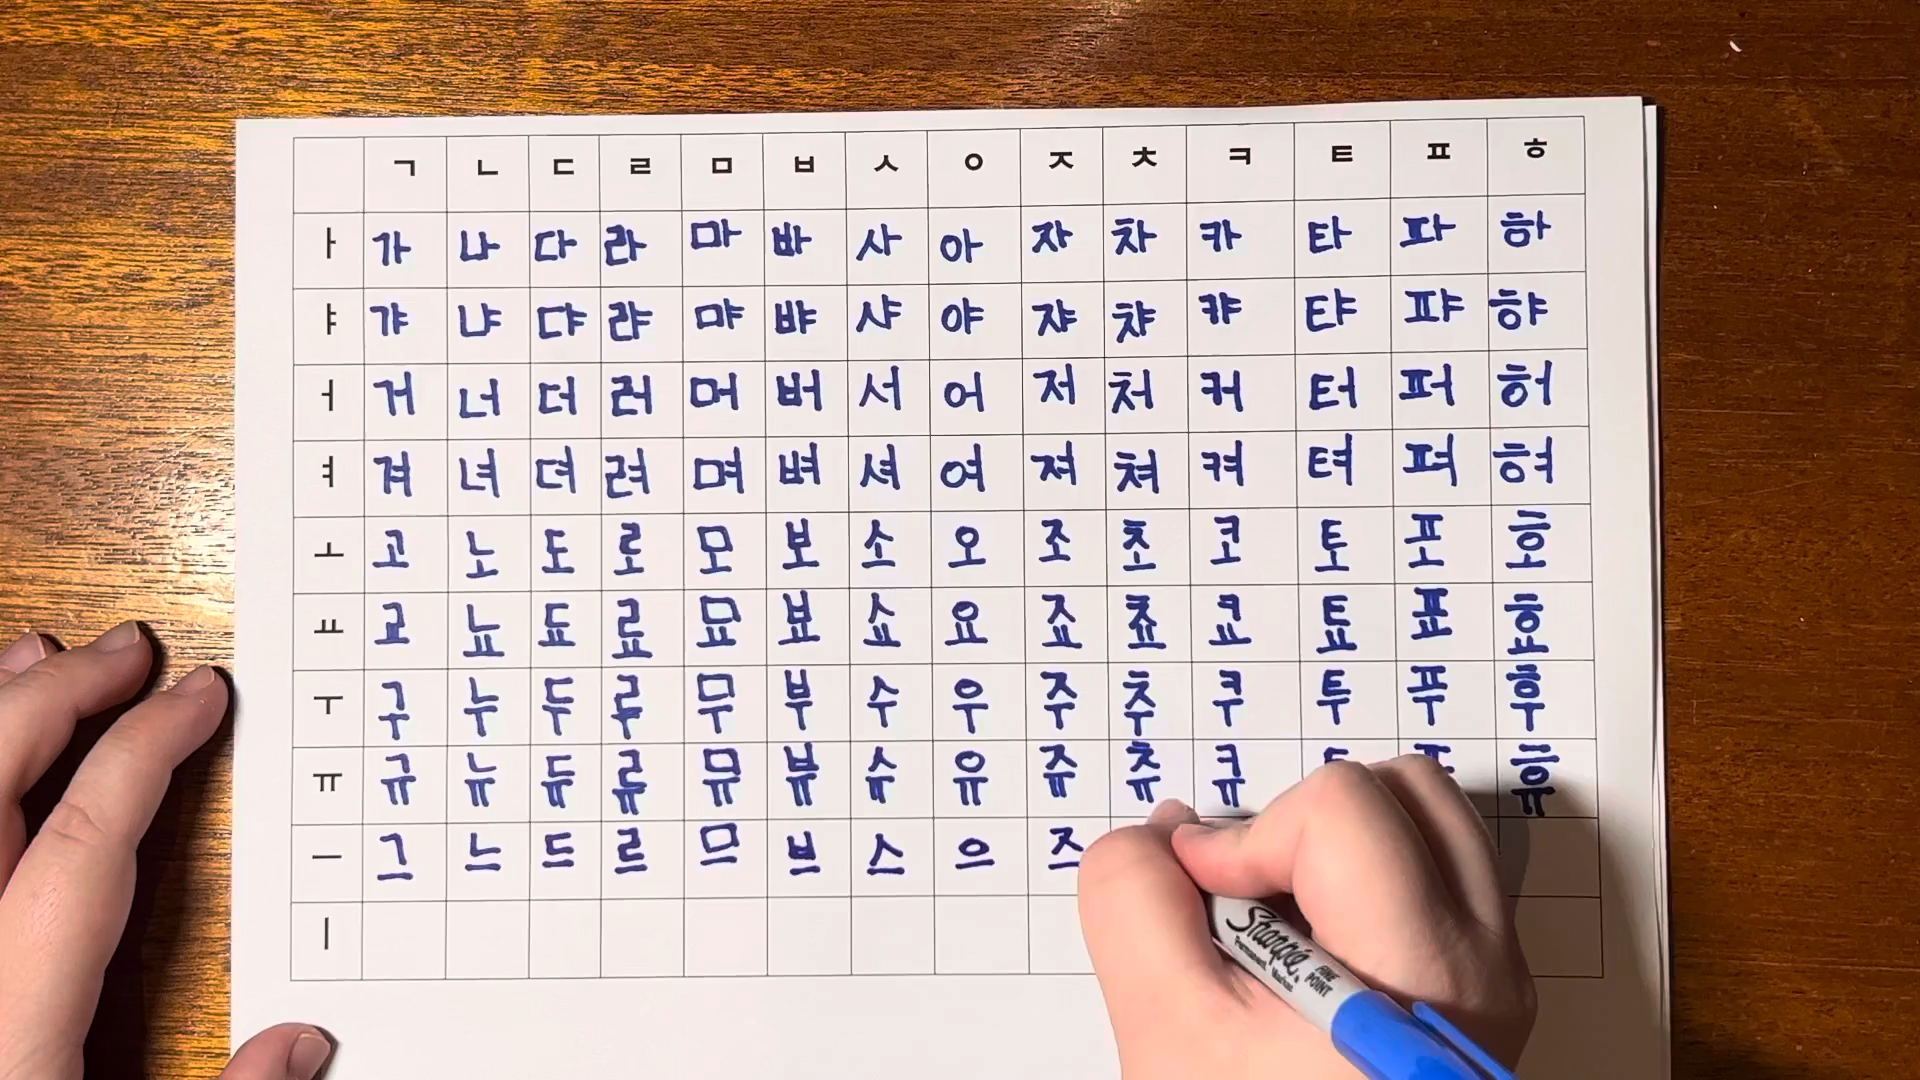 ㄱ ㄴ ㄷ ㄹ ㅁ ㅂ ㅅ ㅇ ㅈ ㅊ ㅋ ㅌ ㅍ ㅎ
ㅏ 가 나 다 라 마 바 사 아 자 차 카 타 파 하
ㅑ 갸 냐 댜 랴 먀 뱌 샤 야 쟈 챠 캬 탸 퍄 햐
ㅓ 거 너 더 러 머 버 서 어 저 처 커 터 퍼 허
ㅕ 겨 녀 뎌 려 며 벼 셔 여 져 쳐 켜 텨 펴 혀
ㅗ 고 노 도 로 모 보 소 오 조 초 코 토 포 호
ㅛ 교 뇨 됴 료 묘 뵤 쇼 요 죠 쵸 쿄 툐 표 효
ㅜ 구 누 두 루 무 부 수 우 주 추 쿠 투 푸 후
ㅠ 규 뉴 듀 류 뮤 뷰 슈 유 쥬 츄 큐 휴
ㅡ 그 느 드 르 므 브 스 으 즈
ㅣ
Sharpie
Permanent Marker
FINE POINT